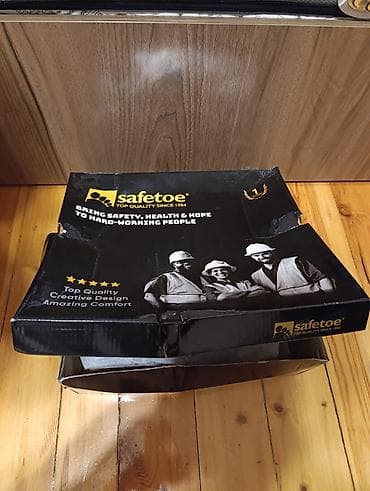 safetoe®
TOP QUALITY SINCE 1984
BRING SAFETY, HEALTH & HOPE
TO HARD-WORKING PEOPLE
1
Top Quality
Creative Design
Amazing Comfort
safetoe®
TOP QUALITY SINCE 1984